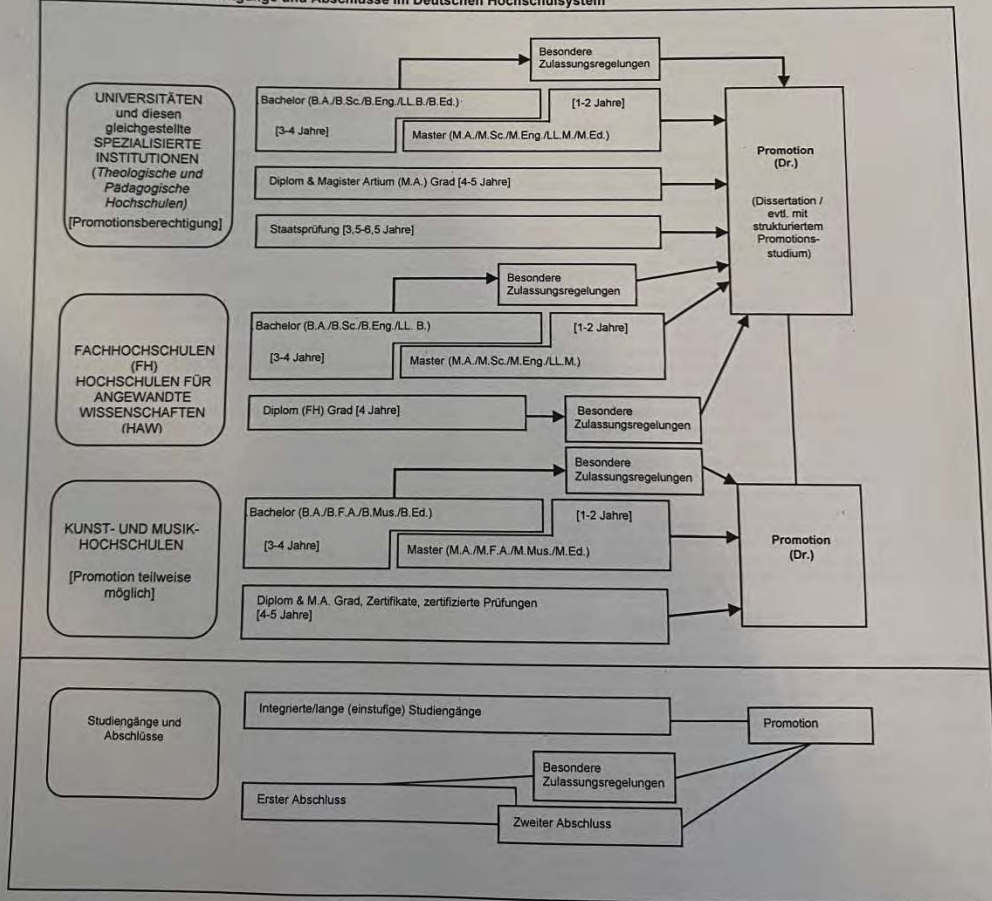 und Abschlüsse im Deutschen Hochschulsystem
UNIVERSITÄTEN
und diesen
gleichgestellte
SPEZIALISIERTE
INSTITUTIONEN
(Theologische und
Pädagogische
Hochschulen)
[Promotionsberechtigung]
Besondere
Zulassungsregelungen
Bachelor (B.A./B.Sc./B.Eng./LL.B./B.Ed.)
[3-4 Jahre]
[1-2 Jahre]
Master (M.A./M.Sc./M.Eng./LL.M./M.Ed.)
Diplom & Magister Artium (M.A.) Grad [4-5 Jahre]
Staatsprüfung [3,5-6,5 Jahre]
Promotion
(Dr.)
(Dissertation /
evtl. mit
strukturiertem
Promotions-
studium)
FACHHOCHSCHULEN
(FH)
HOCHSCHULEN FÜR
ANGEWANDTE
WISSENSCHAFTEN
(HAW)
Besondere
Zulassungsregelungen
Bachelor (B.A./B.Sc./B.Eng./LL. B.)
[3-4 Jahre]
[1-2 Jahre]
Master (M.A./M.Sc./M.Eng./LL.M.)
Diplom (FH) Grad [4 Jahre]
Besondere
Zulassungsregelungen
KUNST- UND MUSIK-
HOCHSCHULEN
[Promotion teilweise
möglich]
Besondere
Zulassungsregelungen
Bachelor (B.A./B.F.A./B.Mus./B.Ed.)
[3-4 Jahre]
[1-2 Jahre]
Master (M.A./M.F.A./M.Mus./M.Ed.)
Diplom & M.A. Grad, Zertifikate, zertifizierte Prüfungen
[4-5 Jahre]
Promotion
(Dr.)
Studiengänge und
Abschlüsse
Integrierte/lange (einstufige) Studiengänge
Promotion
Besondere
Zulassungsregelungen
Erster Abschluss
Zweiter Abschluss